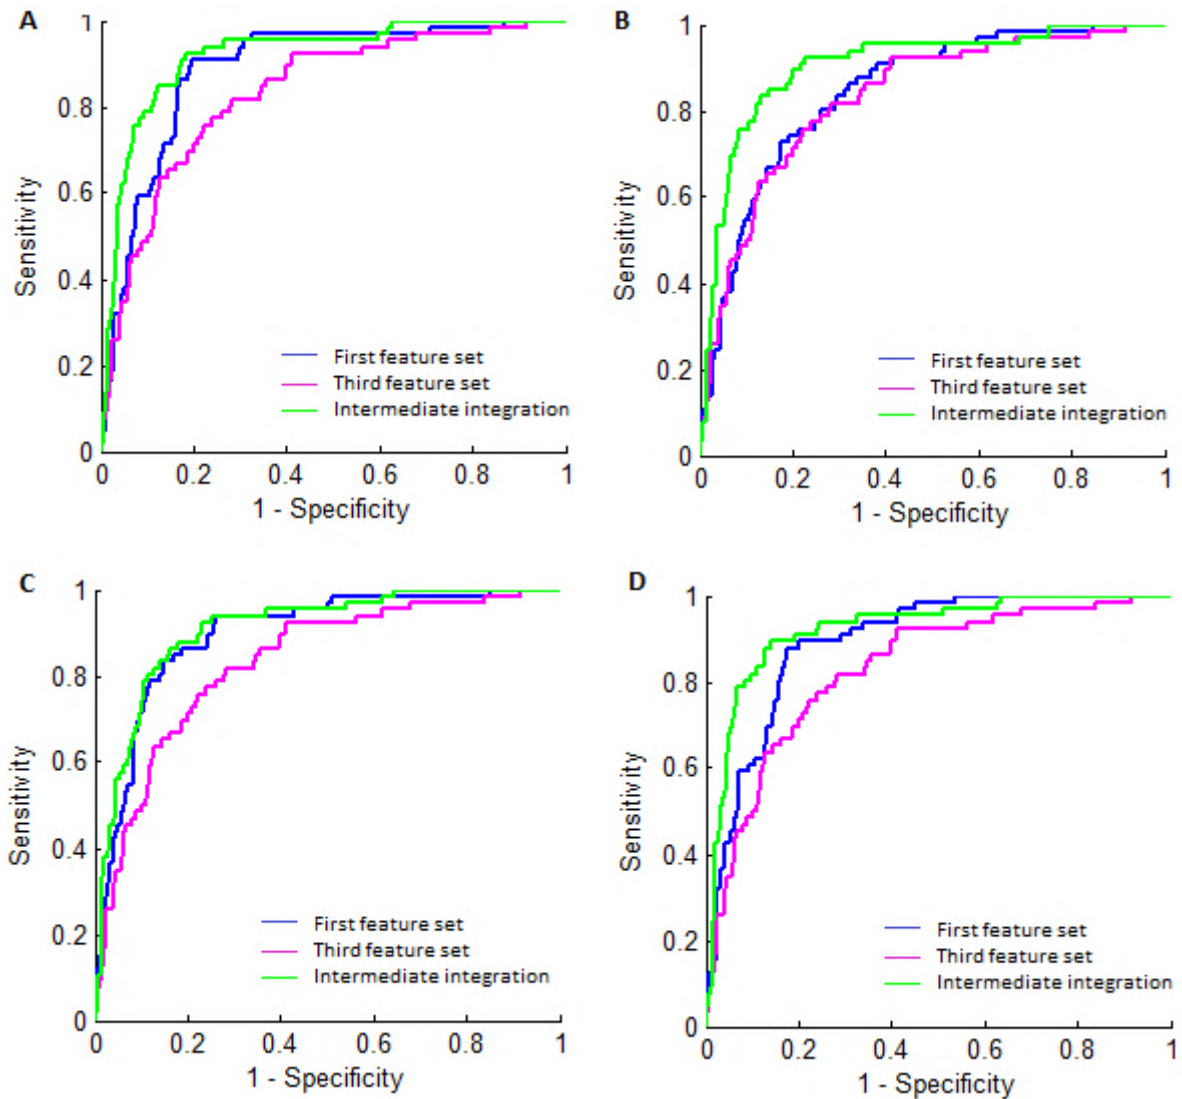 A
1
0.8
0.6
0.4
0.2
0
Sensitivity
First feature set
Third feature set
Intermediate integration
0 0.2 0.4 0.6 0.8 1
1 - Specificity
B
1
0.8
0.6
0.4
0.2
0
Sensitivity
First feature set
Third feature set
Intermediate integration
0 0.2 0.4 0.6 0.8 1
1 - Specificity
C
1
0.8
0.6
0.4
0.2
0
Sensitivity
First feature set
Third feature set
Intermediate integration
0 0.2 0.4 0.6 0.8 1
1 - Specificity
D
1
0.8
0.6
0.4
0.2
0
Sensitivity
First feature set
Third feature set
Intermediate integration
0 0.2 0.4 0.6 0.8 1
1 - Specificity